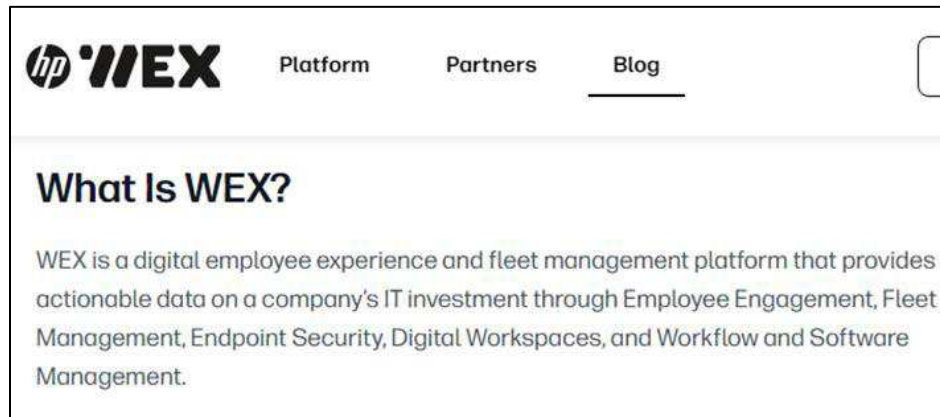 hp WEX Platform Partners Blog
What Is WEX?
WEX is a digital employee experience and fleet management platform that provides
actionable data on a company's IT investment through Employee Engagement, Fleet
Management, Endpoint Security, Digital Workspaces, and Workflow and Software
Management.